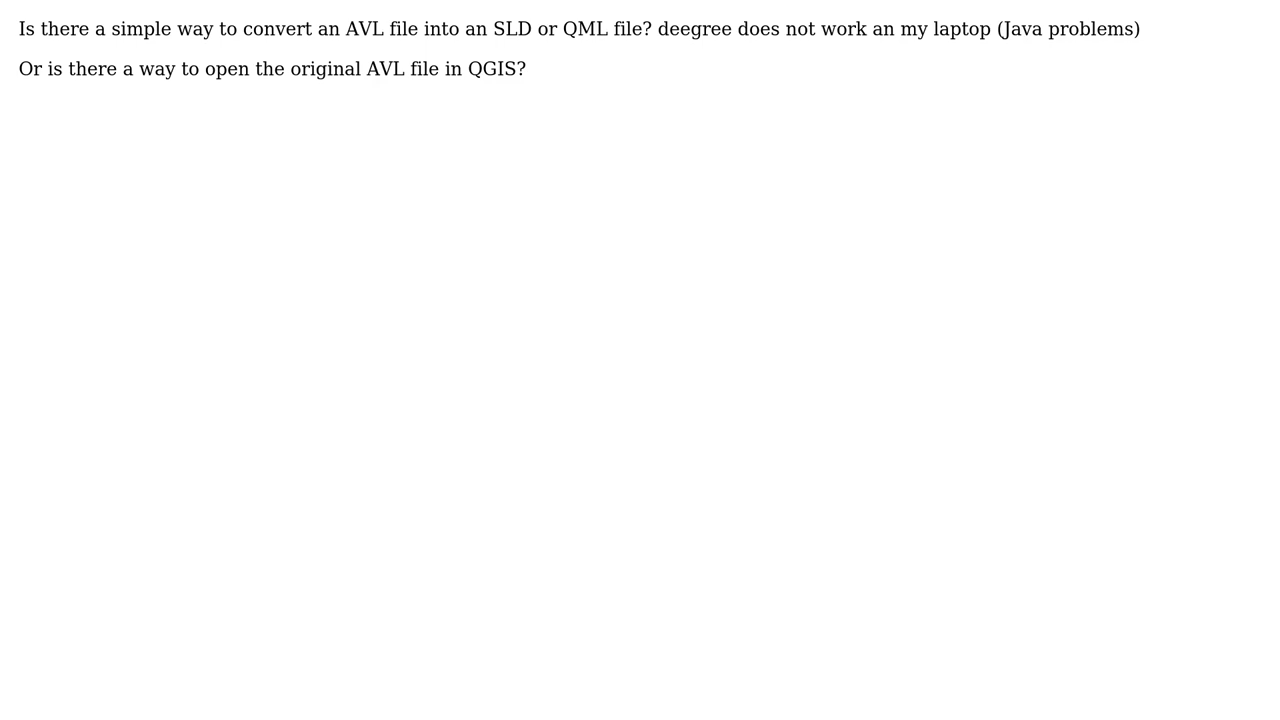 Is there a simple way to convert an AVL file into an SLD or QML file? deegree does not work an my laptop (Java problems)
Or is there a way to open the original AVL file in QGIS?